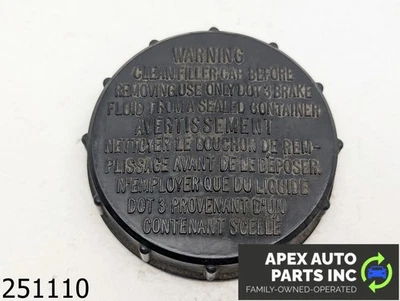 WARNING
CLEAN FILLER CAP BEFORE
REMOVING.USE ONLY DOT 3 BRAKE
FLUID FROM A SEALED CONTAINER
AVERTISSEMENT
NETTOYER LE BOUCHON DE REM-
PLISSAGE AVANT DE LE DÉPOSER.
N'EMPLOYER QUE DU LIQUIDE
DOT 3 PROVENANT D'UN
CONTENANT SCELLÉ
251110
APEX AUTO
PARTS INC
FAMILY-OWNED-OPERATED